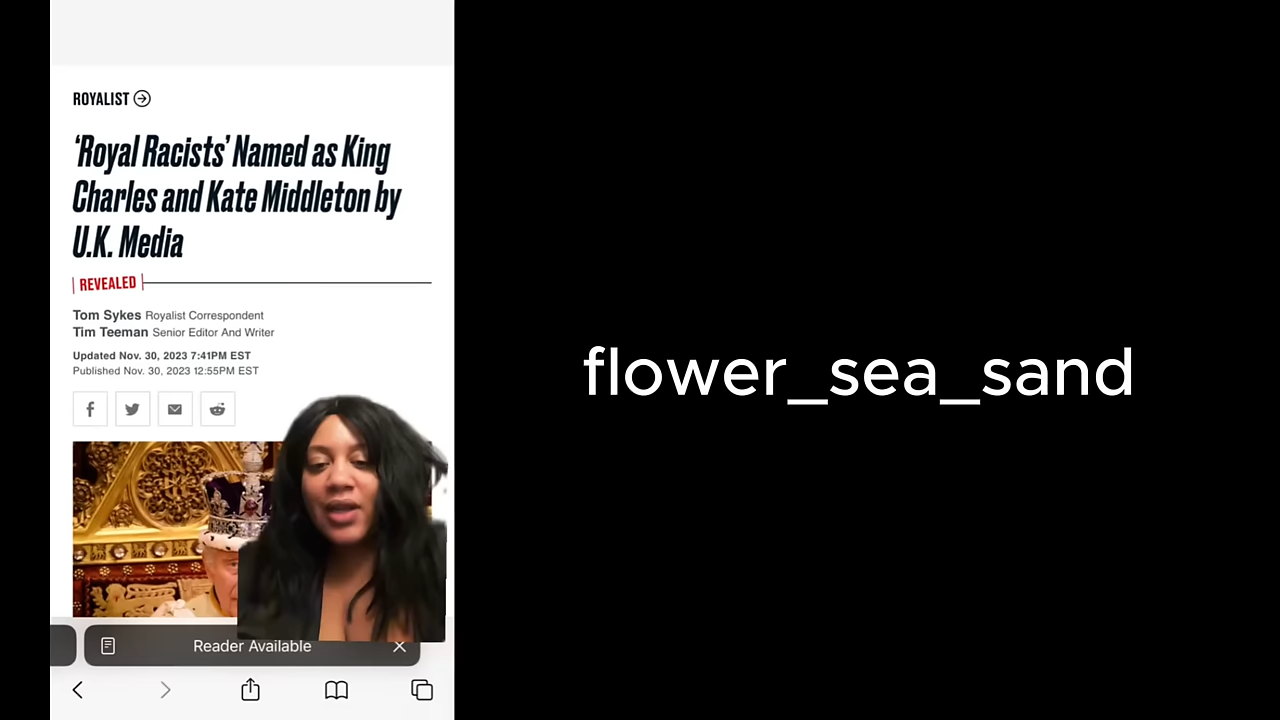 ROYALIST
‘Royal Racists’ Named as King
Charles and Kate Middleton by
U.K. Media
REVEALED
Tom Sykes Royalist Correspondent
Tim Teeman Senior Editor And Writer
Updated Nov. 30, 2023 7:41PM EST
Published Nov. 30, 2023 12:55PM EST
Reader Available
flower_sea_sand